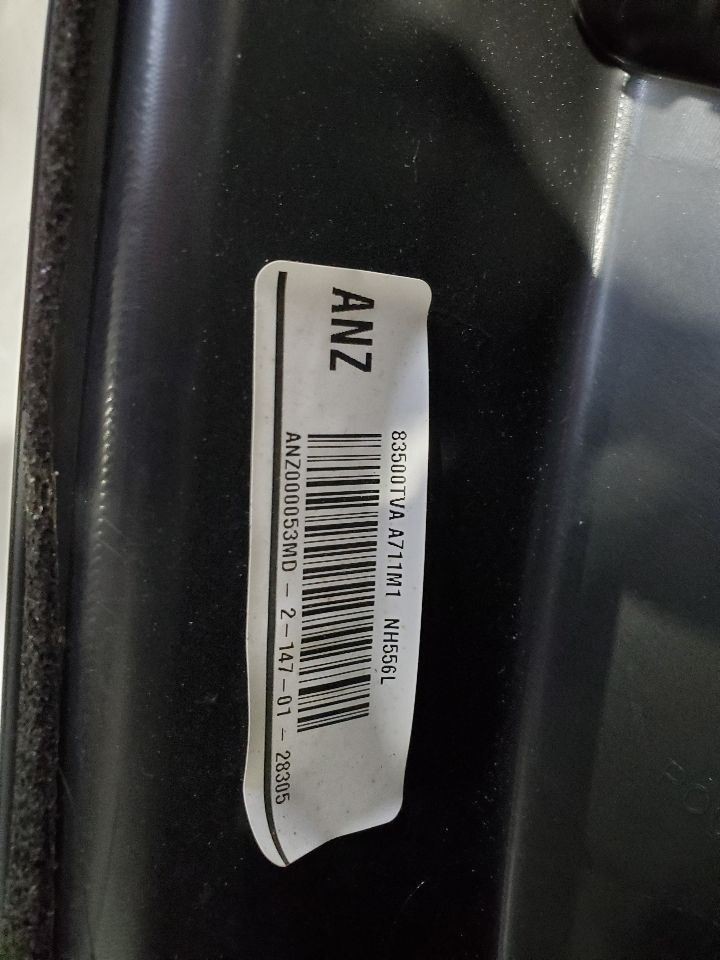 ANZ
83500TVA A711M1 NH556L
ANZ000053MD - 2 - 147 - 01 - 28305